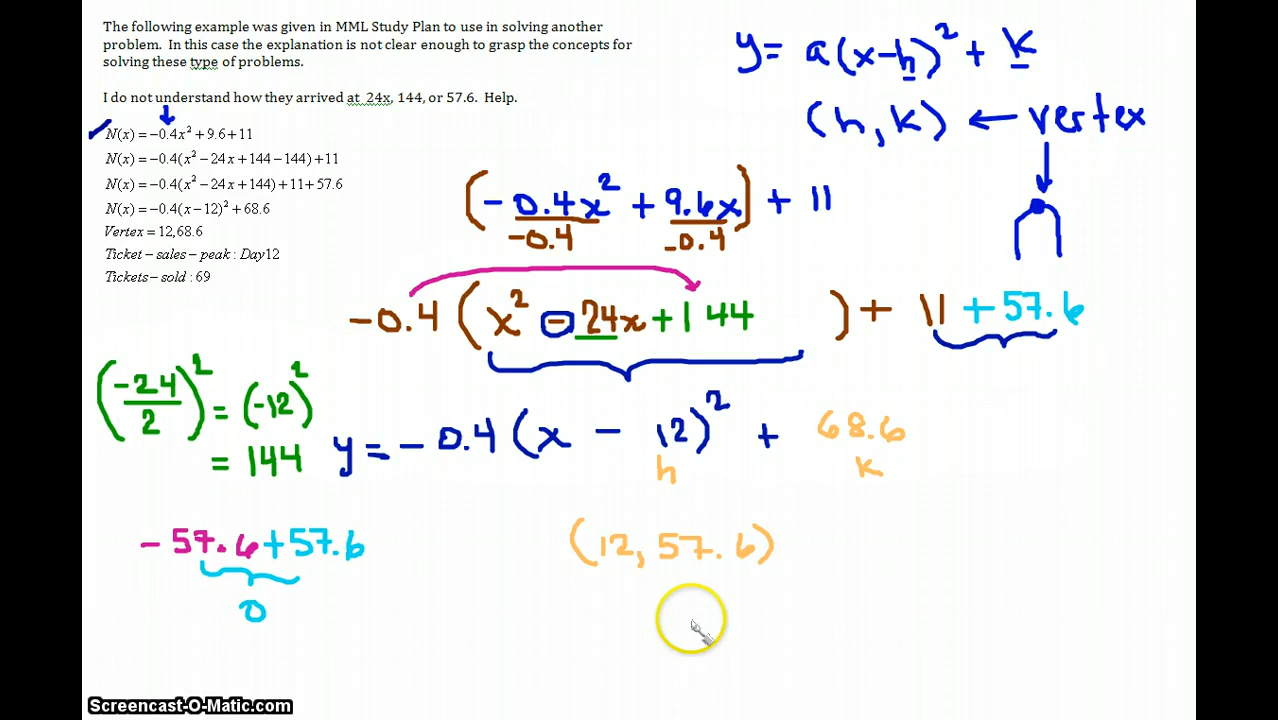 The following example was given in MML Study Plan to use in solving another
problem. In this case the explanation is not clear enough to grasp the concepts for
solving these type of problems.
I do not understand how they arrived at 24x, 144, or 57.6. Help.
N(x) = −0.4x² + 9.6 + 11
N(x) = −0.4(x² − 24x + 144 − 144) + 11
N(x) = −0.4(x² − 24x + 144) + 11 + 57.6
N(x) = −0.4(x − 12)² + 68.6
Vertex = 12,68.6
Ticket − sales − peak : Day12
Tickets − sold : 69
y = a(x−h)² + k
(h, k) ← vertex
(−0.4x² + 9.6x) + 11
−0.4 −0.4
−0.4 (x² − 24x + 144 ) + 11 + 57.6
(−24/2)² = (−12)²
= 144
y = −0.4 (x − 12)² + 68.6
h k
−57.6 + 57.6
0
(12, 57.6)
Screencast-O-Matic.com